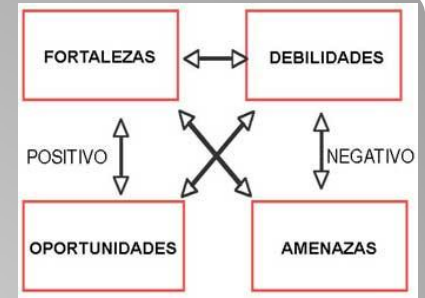 FORTALEZAS
DEBILIDADES
POSITIVO
NEGATIVO
OPORTUNIDADES
AMENAZAS